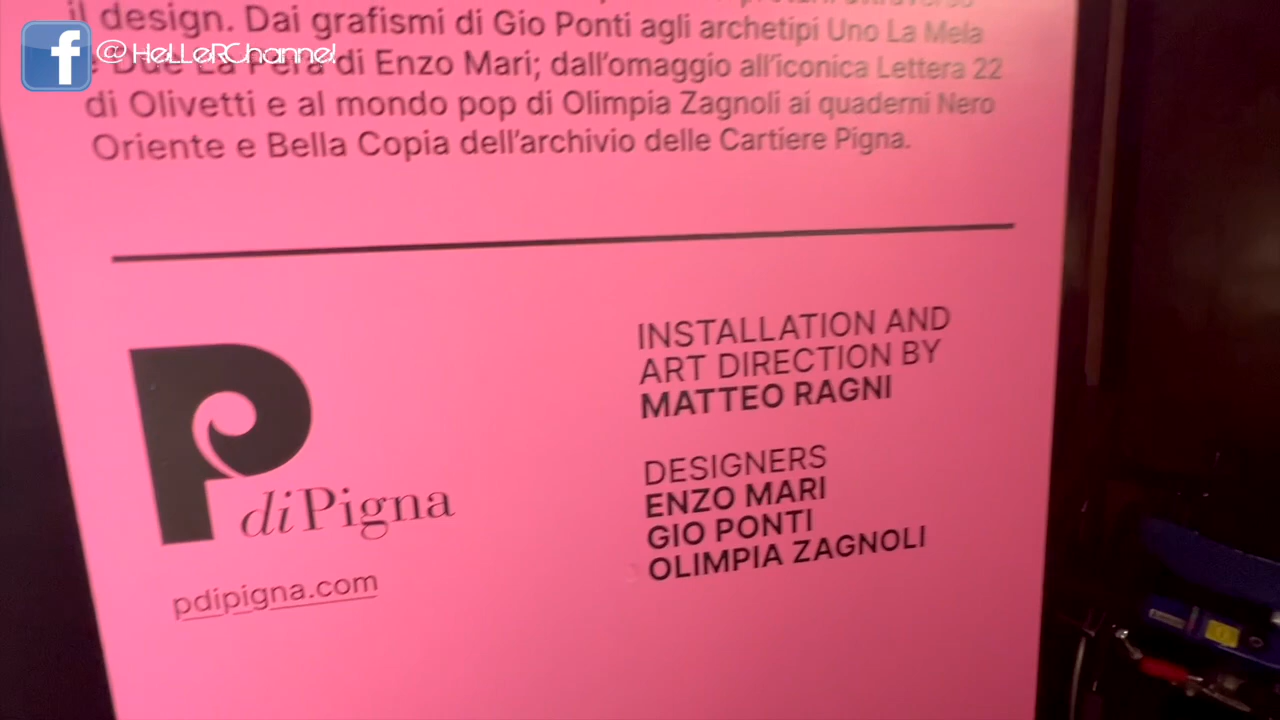 @HeLLeRChannel
il design. Dai grafismi di Gio Ponti agli archetipi Uno La Mela
e Due La Pera di Enzo Mari; dall'omaggio all'iconica Lettera 22
di Olivetti e al mondo pop di Olimpia Zagnoli ai quaderni Nero
Oriente e Bella Copia dell'archivio delle Cartiere Pigna.
P di Pigna
pdipigna.com
INSTALLATION AND
ART DIRECTION BY
MATTEO RAGNI
DESIGNERS
ENZO MARI
GIO PONTI
OLIMPIA ZAGNOLI